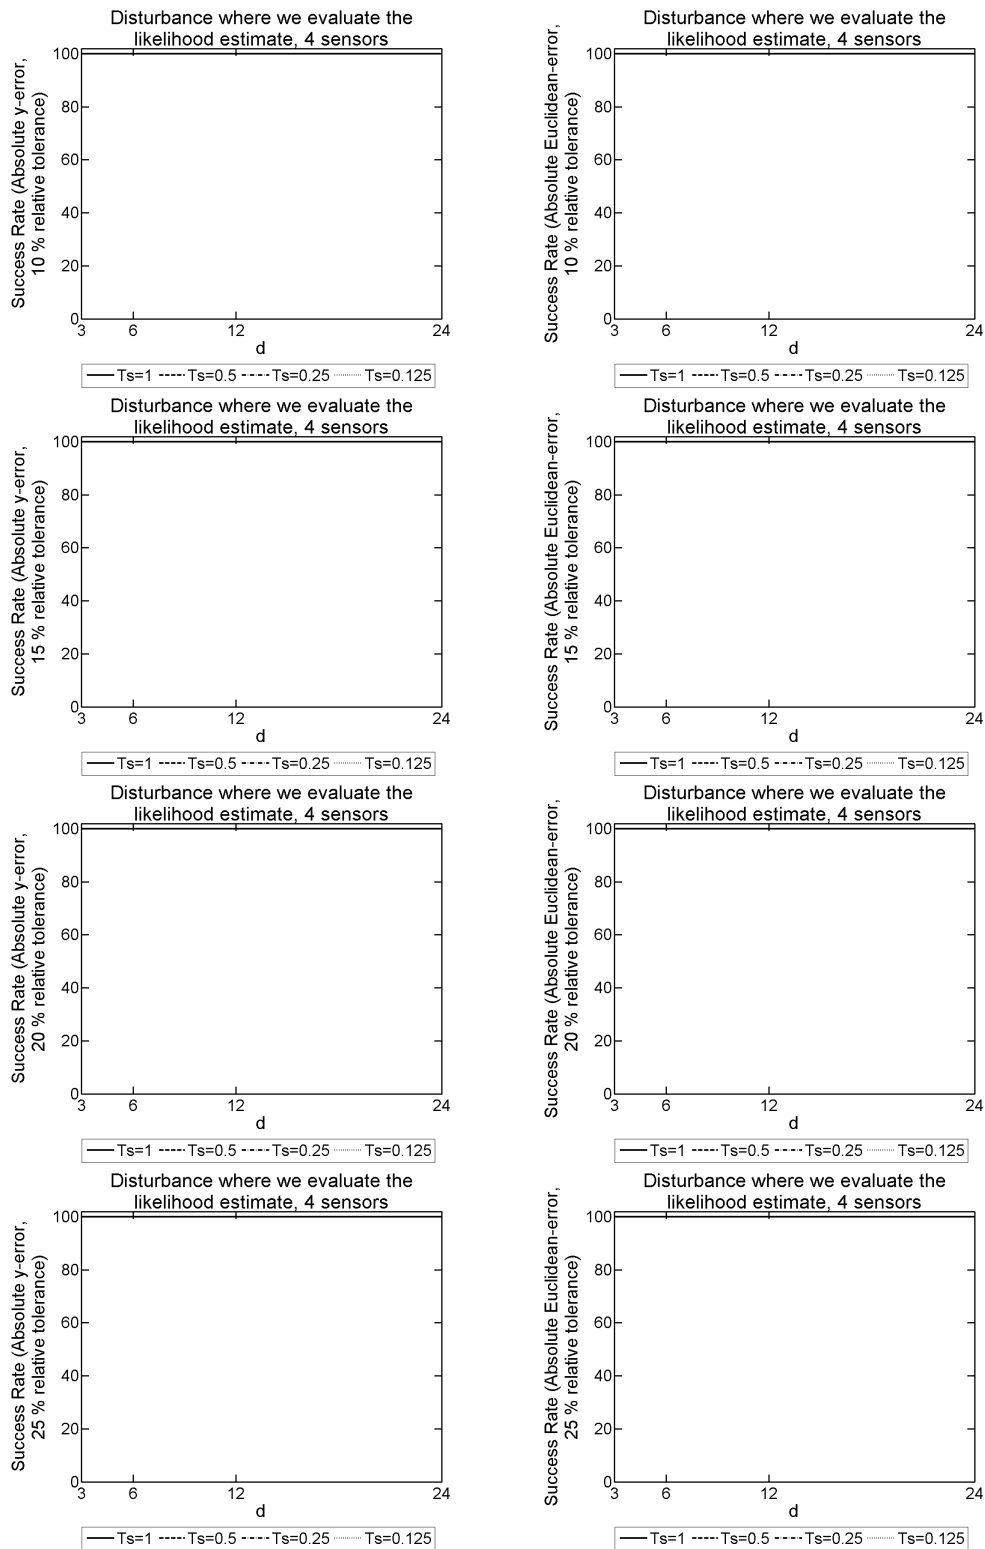 Disturbance where we evaluate the
likelihood estimate, 4 sensors
Success Rate (Absolute y-error,
10 % relative tolerance)
100
80
60
40
20
0
3 6 12 24
d
Ts=1 Ts=0.5 Ts=0.25 Ts=0.125
Disturbance where we evaluate the
likelihood estimate, 4 sensors
Success Rate (Absolute Euclidean-error,
10 % relative tolerance)
100
80
60
40
20
0
3 6 12 24
d
Ts=1 Ts=0.5 Ts=0.25 Ts=0.125
Disturbance where we evaluate the
likelihood estimate, 4 sensors
Success Rate (Absolute y-error,
15 % relative tolerance)
100
80
60
40
20
0
3 6 12 24
d
Ts=1 Ts=0.5 Ts=0.25 Ts=0.125
Disturbance where we evaluate the
likelihood estimate, 4 sensors
Success Rate (Absolute Euclidean-error,
15 % relative tolerance)
100
80
60
40
20
0
3 6 12 24
d
Ts=1 Ts=0.5 Ts=0.25 Ts=0.125
Disturbance where we evaluate the
likelihood estimate, 4 sensors
Success Rate (Absolute y-error,
20 % relative tolerance)
100
80
60
40
20
0
3 6 12 24
d
Ts=1 Ts=0.5 Ts=0.25 Ts=0.125
Disturbance where we evaluate the
likelihood estimate, 4 sensors
Success Rate (Absolute Euclidean-error,
20 % relative tolerance)
100
80
60
40
20
0
3 6 12 24
d
Ts=1 Ts=0.5 Ts=0.25 Ts=0.125
Disturbance where we evaluate the
likelihood estimate, 4 sensors
Success Rate (Absolute y-error,
25 % relative tolerance)
100
80
60
40
20
0
3 6 12 24
d
Ts=1 Ts=0.5 Ts=0.25 Ts=0.125
Disturbance where we evaluate the
likelihood estimate, 4 sensors
Success Rate (Absolute Euclidean-error,
25 % relative tolerance)
100
80
60
40
20
0
3 6 12 24
d
Ts=1 Ts=0.5 Ts=0.25 Ts=0.125